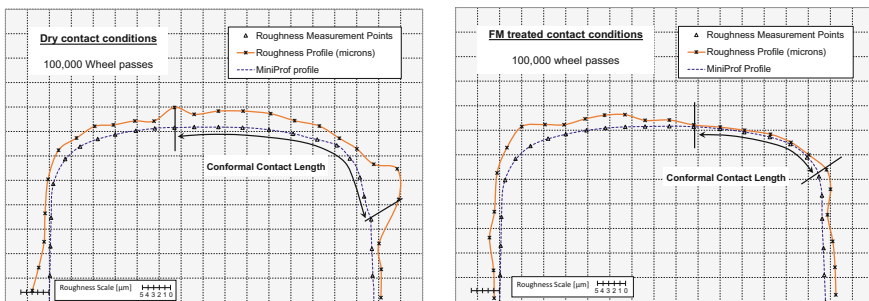 Dry contact conditions
100,000 Wheel passes
Roughness Measurement Points
Roughness Profile (microns)
MiniProf profile
Conformal Contact Length
Roughness Scale [μm]
5 4 3 2 1 0
FM treated contact conditions
100,000 wheel passes
Roughness Measurement Points
Roughness Profile (microns)
MiniProf profile
Conformal Contact Length
Roughness Scale [μm]
5 4 3 2 1 0